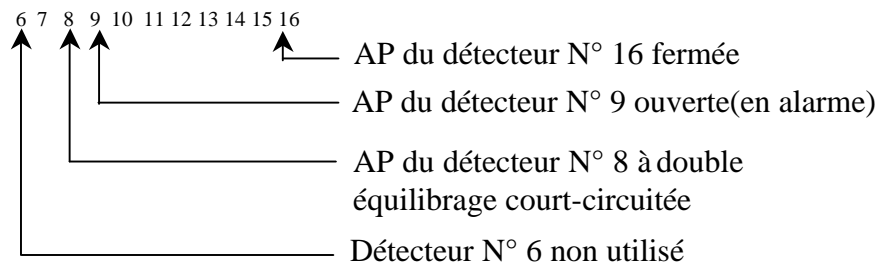 6 7 8 9 10 11 12 13 14 15 16
AP du détecteur N° 16 fermée
AP du détecteur N° 9 ouverte(en alarme)
AP du détecteur N° 8 à double
équilibrage court-circuitée
Détecteur N° 6 non utilisé